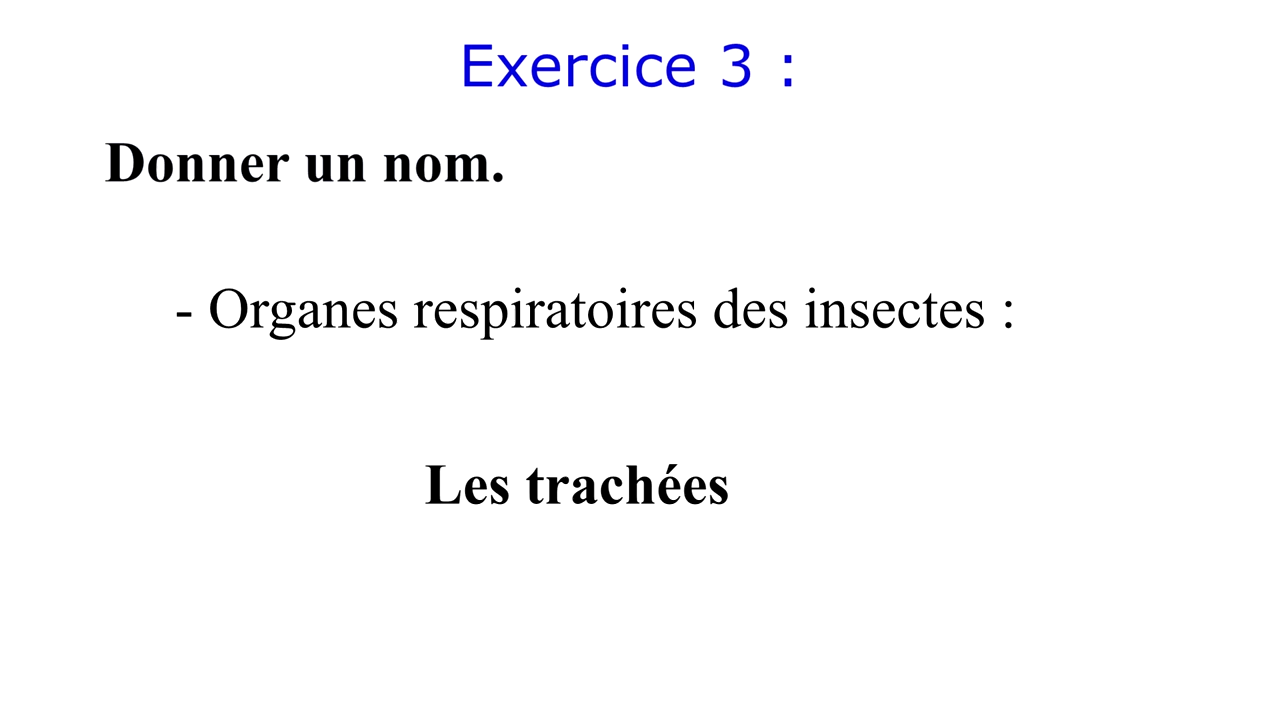 Exercice 3 :
Donner un nom.
- Organes respiratoires des insectes :
Les trachées